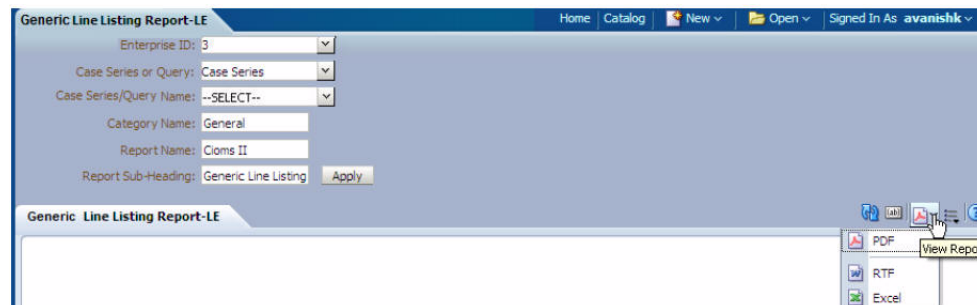 Generic Line Listing Report-LE
Home Catalog New Open Signed In As avanishk
Enterprise ID: 3
Case Series or Query: Case Series
Case Series/Query Name: --SELECT--
Category Name: General
Report Name: Cioms II
Report Sub-Heading: Generic Line Listing Apply
Generic Line Listing Report-LE
PDF
View Repo
RTF
Excel